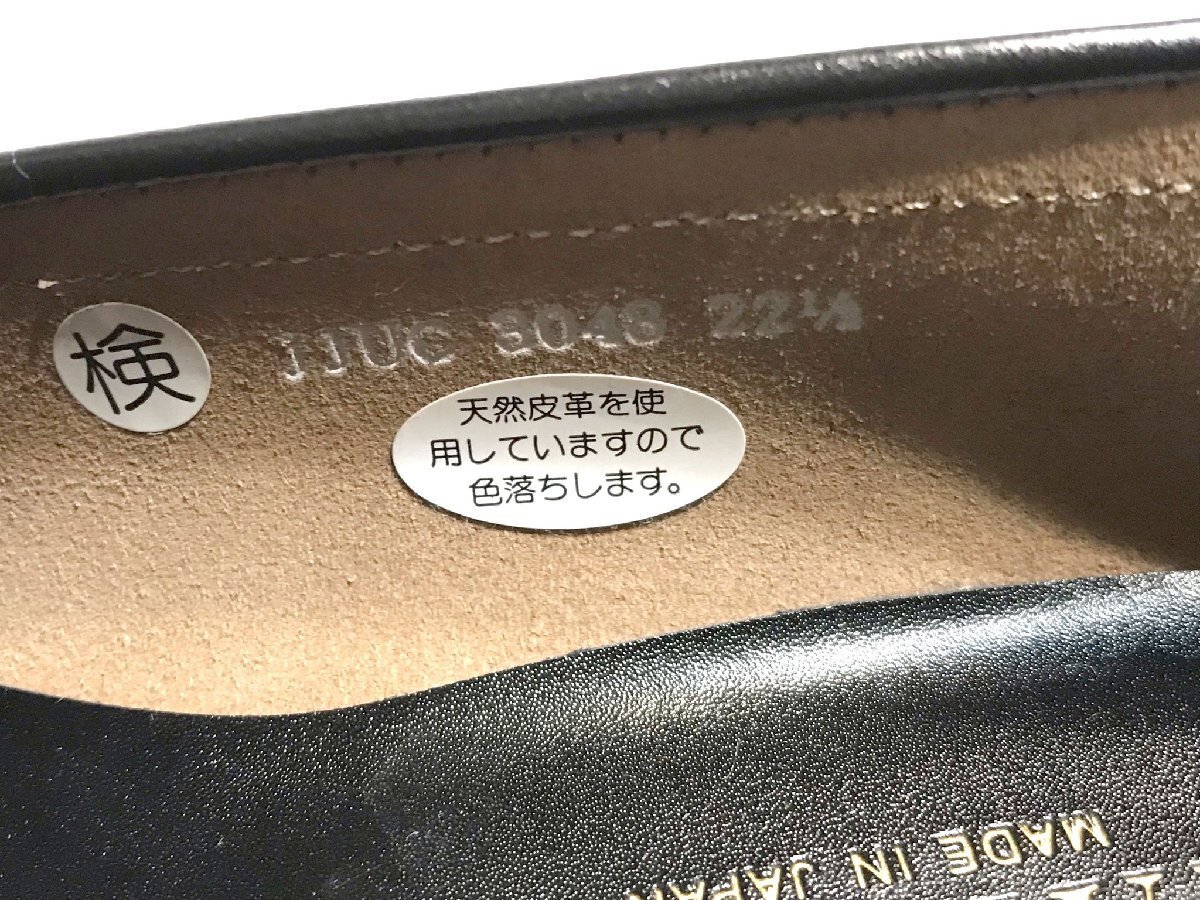 検
JJUC 3048 22½
天然皮革を使
用していますので
色落ちします。
MADE IN JAPAN